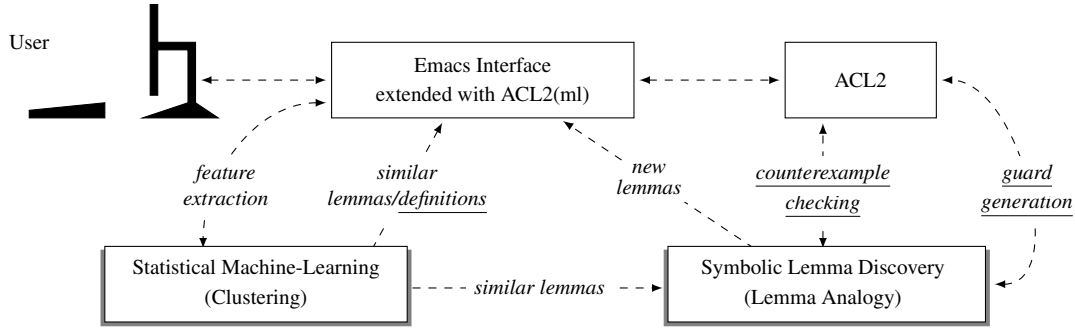 User
Emacs Interface
extended with ACL2(ml)
ACL2
feature
extraction
similar
lemmas/definitions
new
lemmas
counterexample
checking
guard
generation
Statistical Machine-Learning
(Clustering)
similar lemmas
Symbolic Lemma Discovery
(Lemma Analogy)